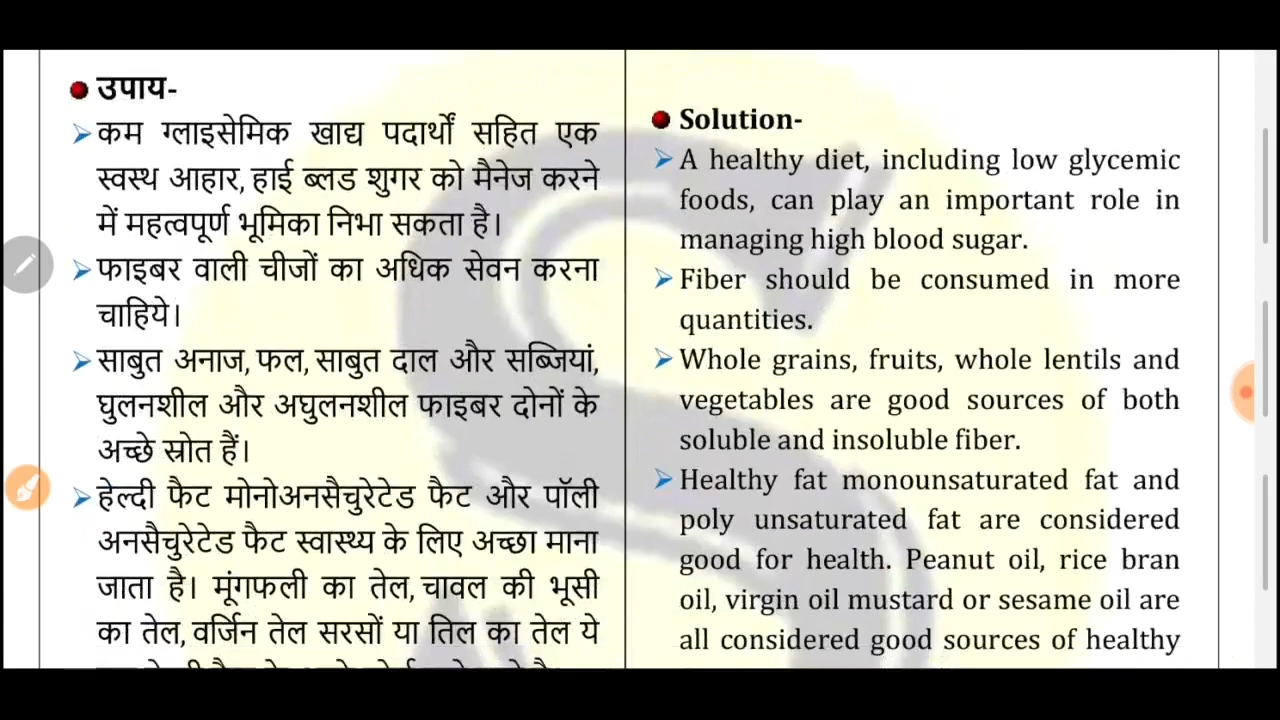 उपाय-
कम ग्लाइसेमिक खाद्य पदार्थों सहित एक
स्वस्थ आहार, हाई ब्लड शुगर को मैनेज करने
में महत्वपूर्ण भूमिका निभा सकता है।
फाइबर वाली चीजों का अधिक सेवन करना
चाहिये।
साबुत अनाज, फल, साबुत दाल और सब्जियां,
घुलनशील और अघुलनशील फाइबर दोनों के
अच्छे स्रोत हैं।
हेल्दी फैट मोनोअनसैचुरेटेड फैट और पॉली
अनसैचुरेटेड फैट स्वास्थ्य के लिए अच्छा माना
जाता है। मूंगफली का तेल, चावल की भूसी
का तेल, वर्जिन तेल सरसों या तिल का तेल ये
Solution-
A healthy diet, including low glycemic
foods, can play an important role in
managing high blood sugar.
Fiber should be consumed in more
quantities.
Whole grains, fruits, whole lentils and
vegetables are good sources of both
soluble and insoluble fiber.
Healthy fat monounsaturated fat and
poly unsaturated fat are considered
good for health. Peanut oil, rice bran
oil, virgin oil mustard or sesame oil are
all considered good sources of healthy